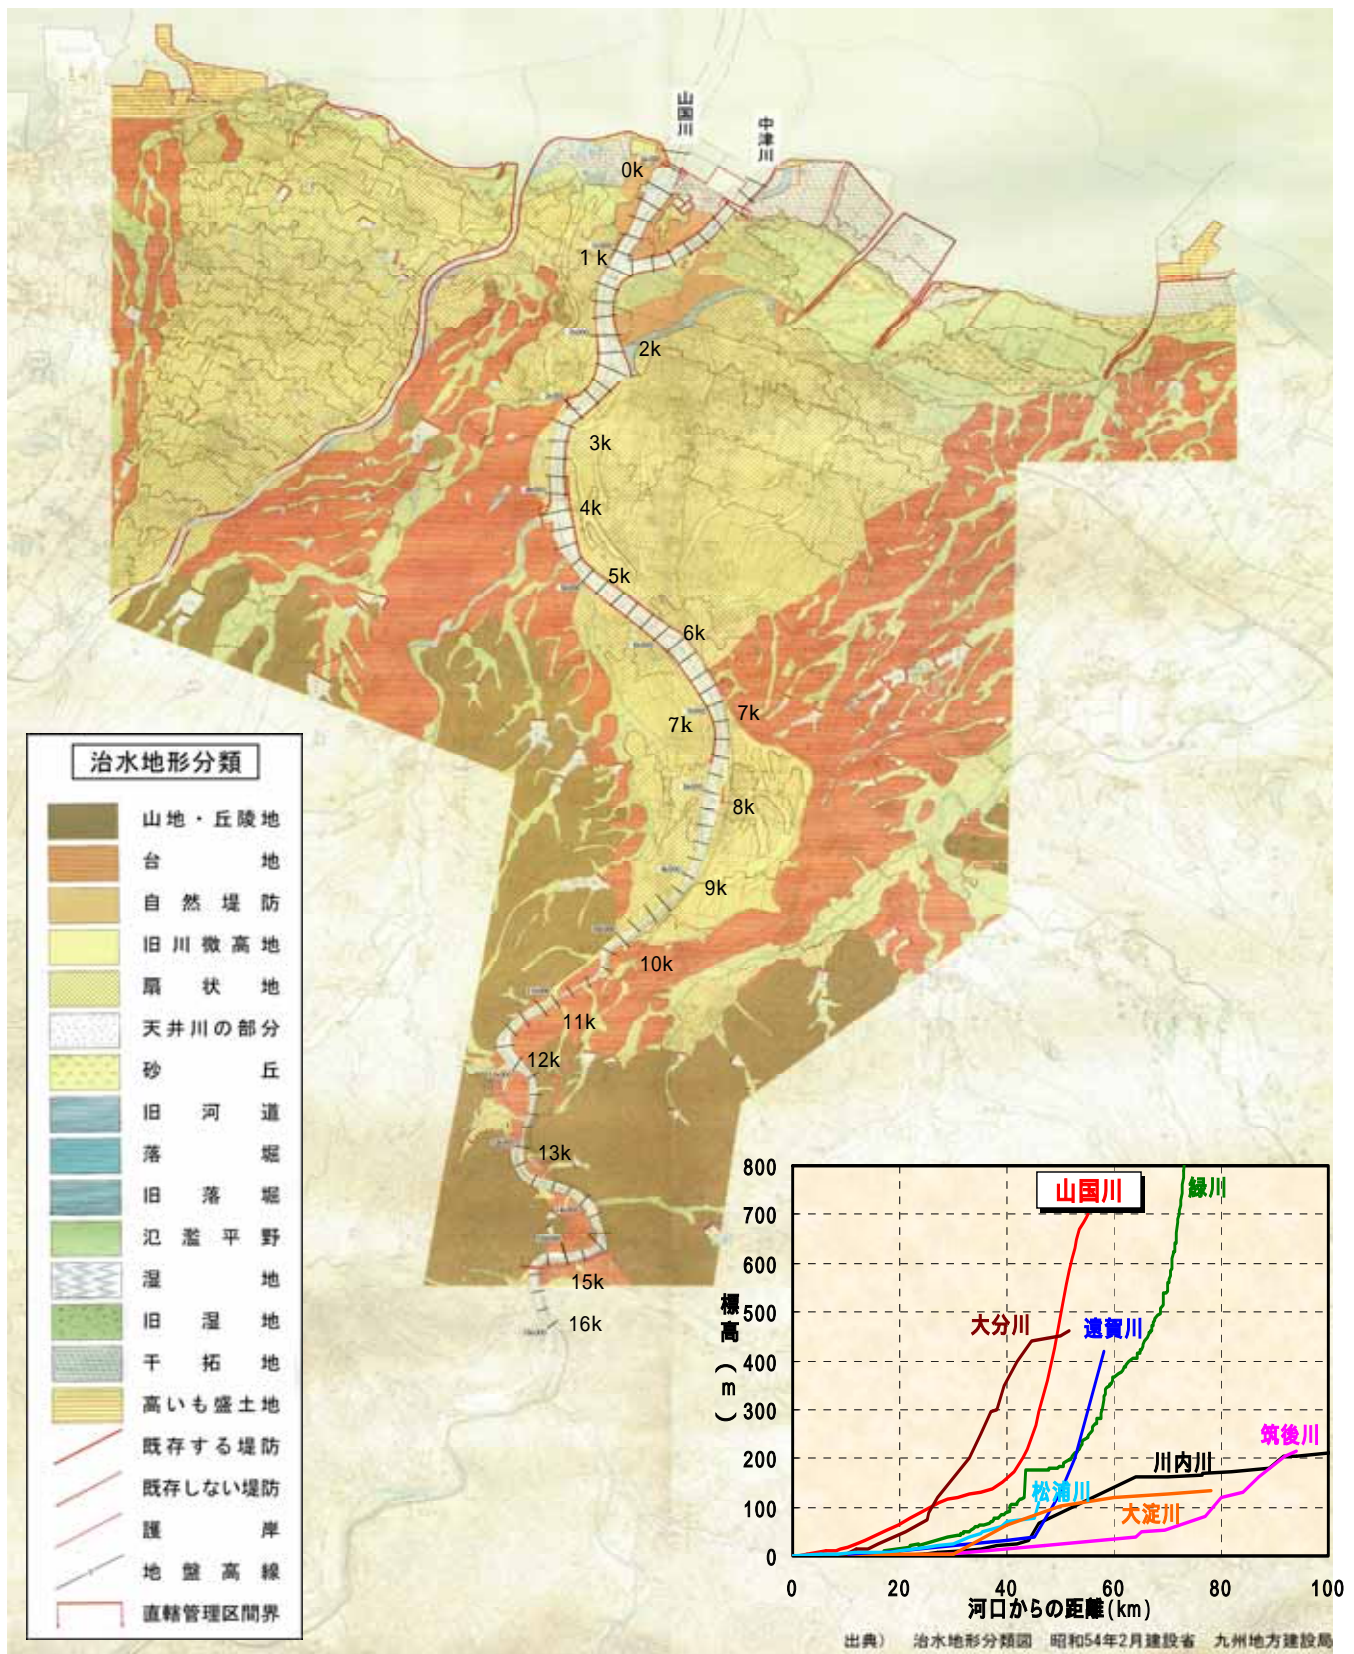 山国川
中津川
0k
1k
2k
3k
4k
5k
6k
7k
7k
8k
9k
10k
11k
12k
13k
15k
16k
治水地形分類
山地・丘陵地
台地
自然堤防
旧川微高地
扇状地
天井川の部分
砂丘
旧河道
落堀
旧落堀
氾濫平野
湿地
旧湿地
干拓地
高いも盛土地
既存する堤防
既存しない堤防
護岸
地盤高線
直轄管理区間界
標高(m)
800
700
600
500
400
300
200
100
0
山国川
緑川
大分川
遠賀川
筑後川
川内川
松浦川
大淀川
0 20 40 60 80 100
河口からの距離(km)
出典） 治水地形分類図 昭和54年2月建設省 九州地方建設局